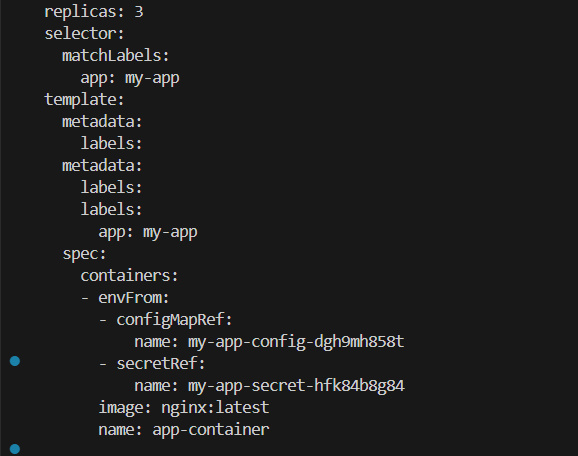 replicas: 3
selector:
  matchLabels:
    app: my-app
template:
  metadata:
    labels:
  metadata:
    labels:
    labels:
      app: my-app
  spec:
    containers:
    - envFrom:
      - configMapRef:
          name: my-app-config-dgh9mh858t
      - secretRef:
          name: my-app-secret-hfk84b8g84
      image: nginx:latest
      name: app-container